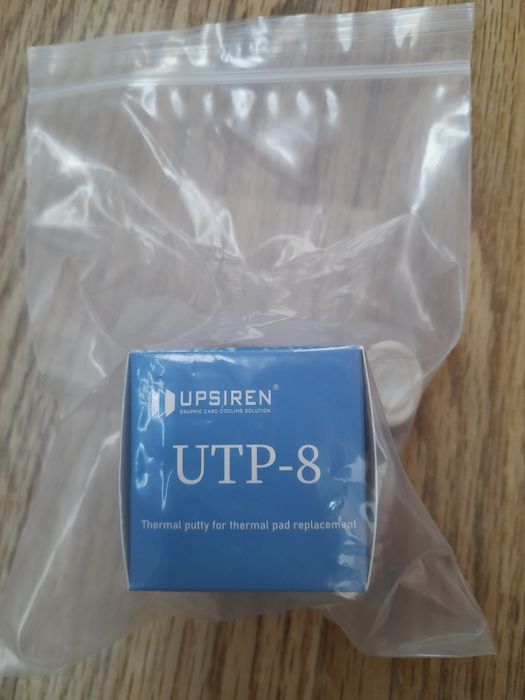 UPSIREN®
GRAPHIC CARD COOLING SOLUTION
UTP-8
Thermal putty for thermal pad replacement